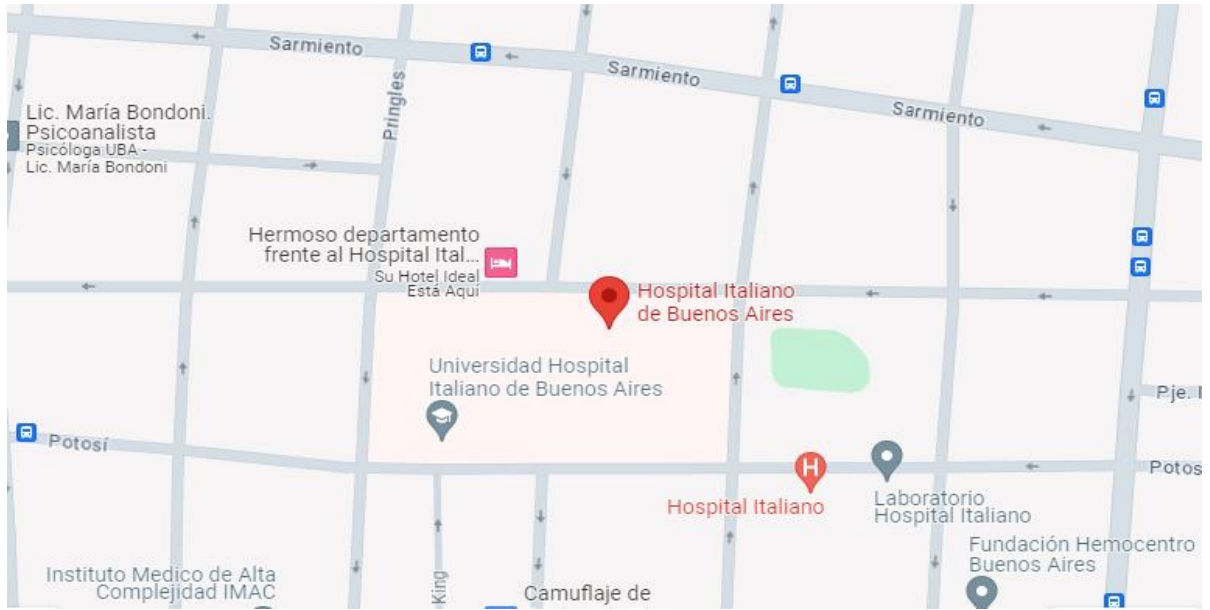 Sarmiento
Sarmiento
Sarmiento
Pringles
Lic. María Bondoni.
Psicoanalista
Psicóloga UBA -
Lic. María Bondoni
Hermoso departamento
frente al Hospital Ital...
Su Hotel Ideal
Está Aquí
Hospital Italiano
de Buenos Aires
Universidad Hospital
Italiano de Buenos Aires
Pje.
Potosí
Potos
H
Hospital Italiano
Laboratorio
Hospital Italiano
Fundación Hemocentro
Buenos Aires
Instituto Medico de Alta
Complejidad IMAC
King
Camuflaje de